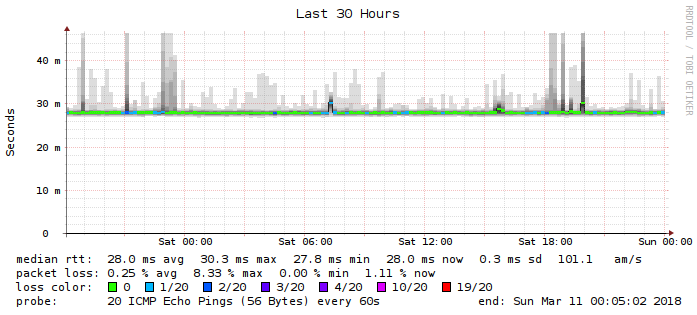 Last 30 Hours
RRDTOOL / TOBI OETIKER
Seconds
40 m
30 m
20 m
10 m
0
Sat 00:00 Sat 06:00 Sat 12:00 Sat 18:00 Sun 00:00
median rtt: 28.0 ms avg 30.3 ms max 27.8 ms min 28.0 ms now 0.3 ms sd 101.1 am/s
packet loss: 0.25 % avg 8.33 % max 0.00 % min 1.11 % now
loss color: 0 1/20 2/20 3/20 4/20 10/20 19/20
probe: 20 ICMP Echo Pings (56 Bytes) every 60s end: Sun Mar 11 00:05:02 2018